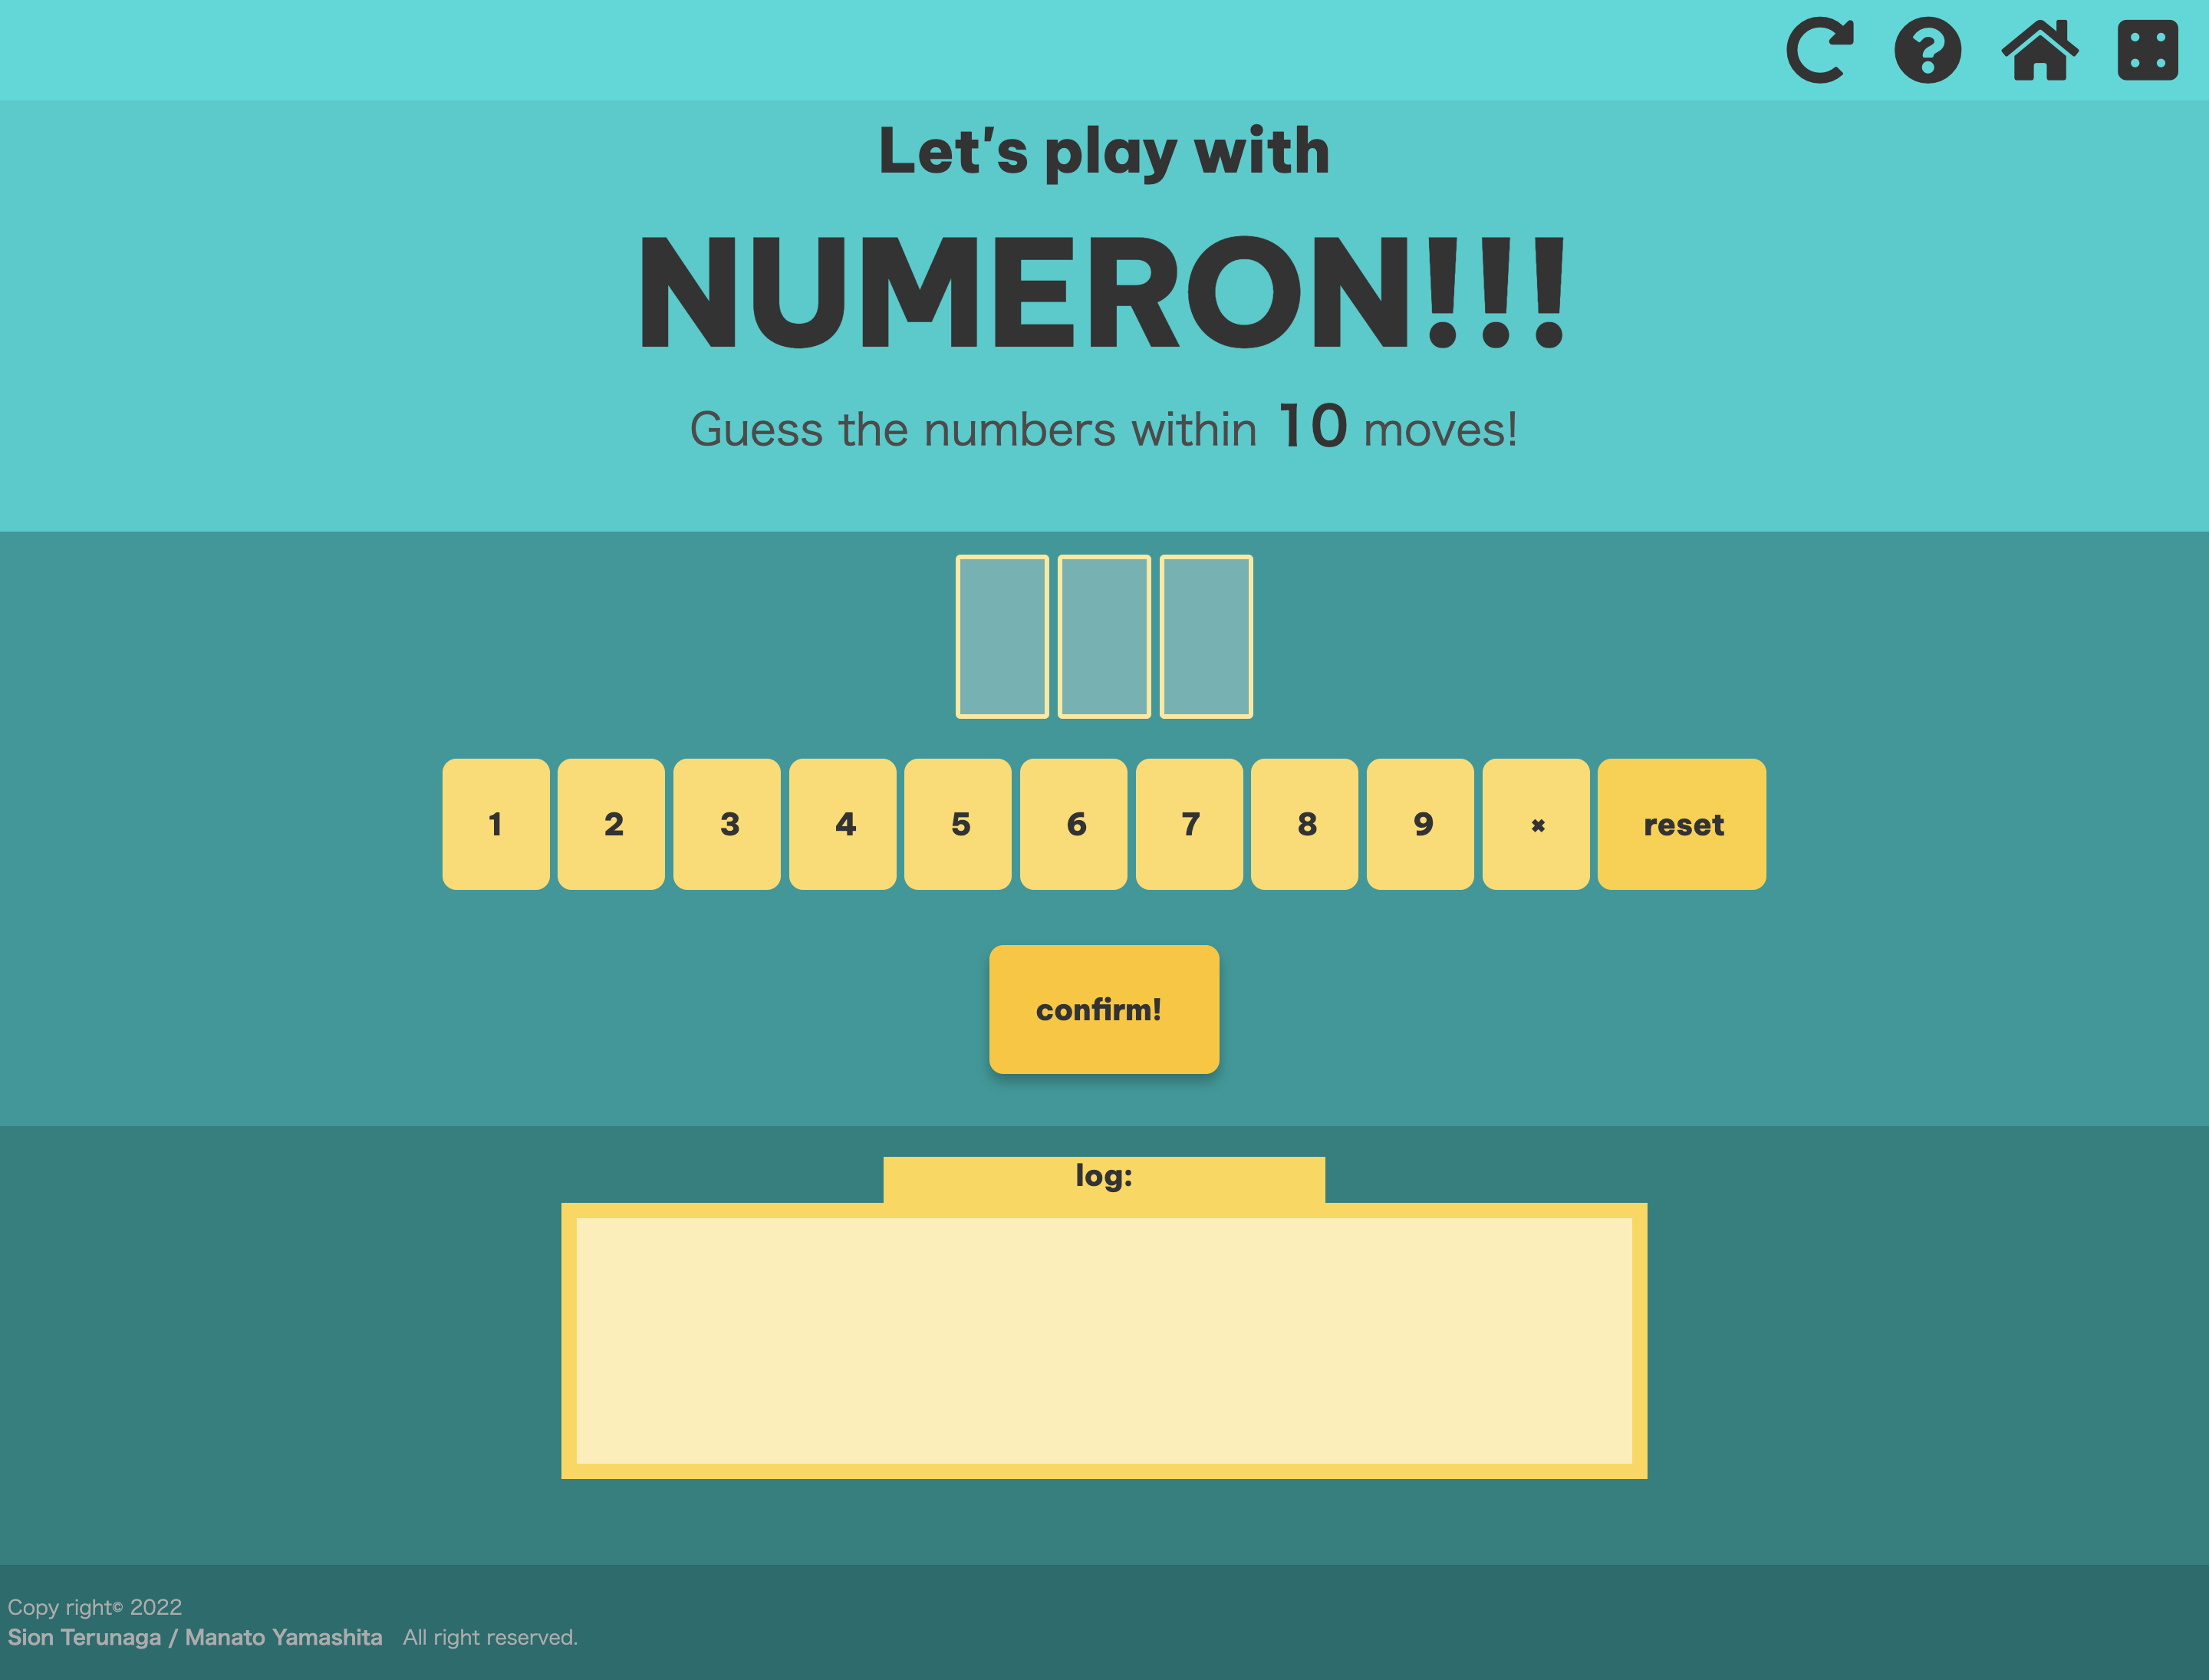 Let's play with
NUMERON!!!
Guess the numbers within 10 moves!
1 2 3 4 5 6 7 8 9 × reset
confirm!
log:
Copy right© 2022
Sion Terunaga / Manato Yamashita All right reserved.